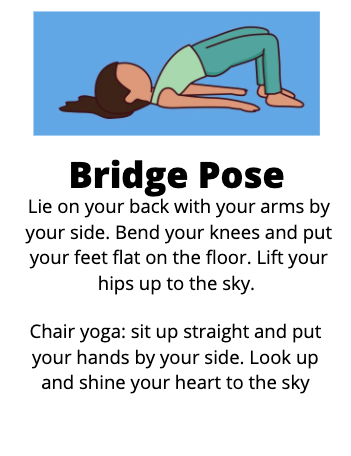 Bridge Pose
Lie on your back with your arms by
your side. Bend your knees and put
your feet flat on the floor. Lift your
hips up to the sky.
Chair yoga: sit up straight and put
your hands by your side. Look up
and shine your heart to the sky